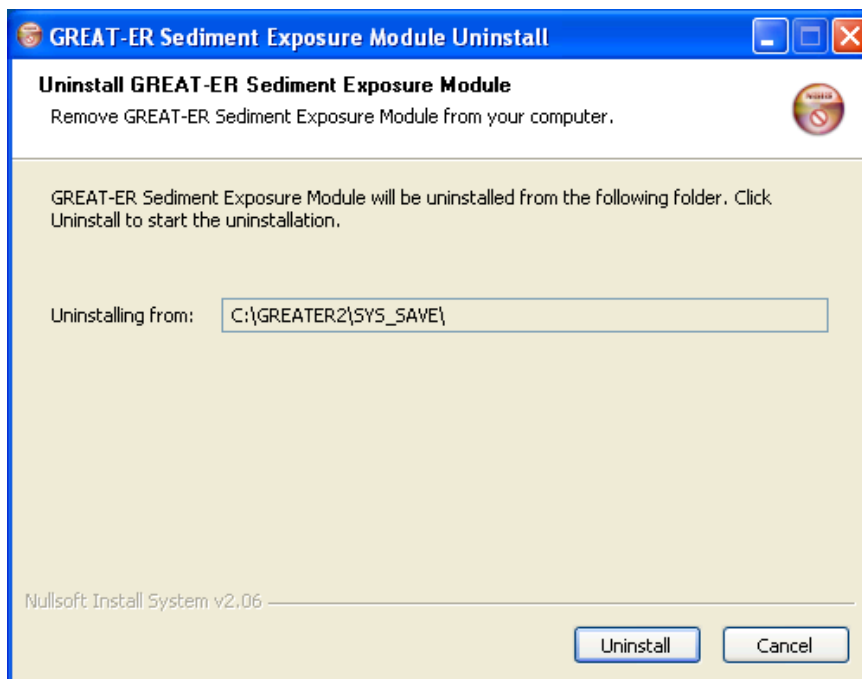 GREAT-ER Sediment Exposure Module Uninstall
Uninstall GREAT-ER Sediment Exposure Module
Remove GREAT-ER Sediment Exposure Module from your computer.
GREAT-ER Sediment Exposure Module will be uninstalled from the following folder. Click
Uninstall to start the uninstallation.
Uninstalling from: C:\GREATER2\SYS_SAVE\
Nullsoft Install System v2.06
Uninstall Cancel